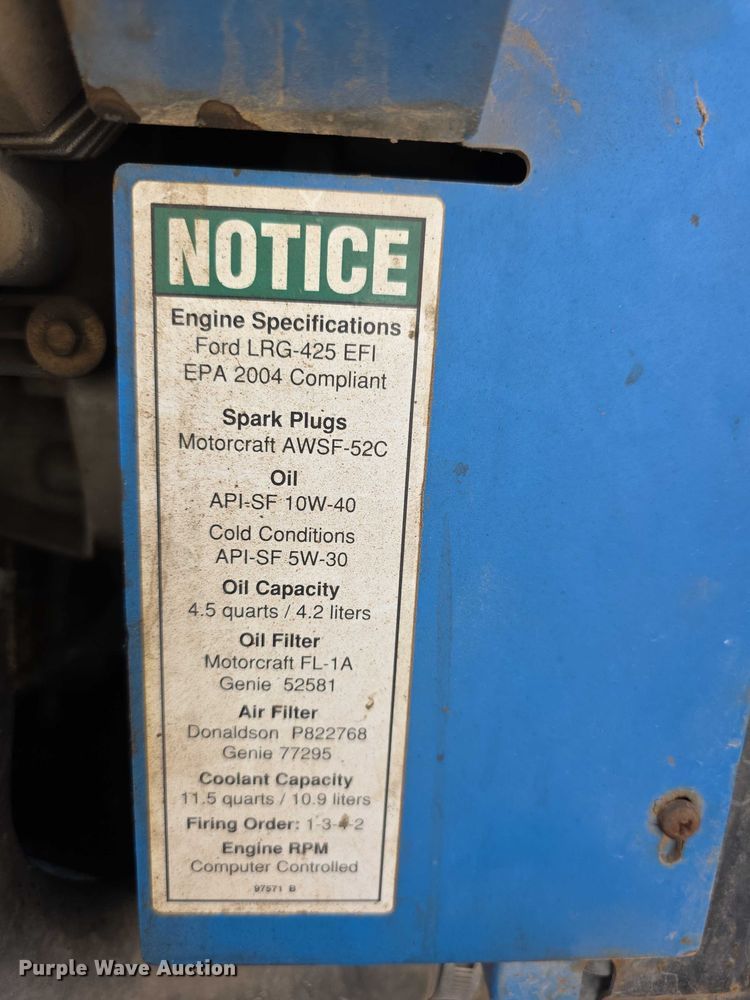 NOTICE
Engine Specifications
Ford LRG-425 EFI
EPA 2004 Compliant
Spark Plugs
Motorcraft AWSF-52C
Oil
API-SF 10W-40
Cold Conditions
API-SF 5W-30
Oil Capacity
4.5 quarts / 4.2 liters
Oil Filter
Motorcraft FL-1A
Genie 52581
Air Filter
Donaldson P822768
Genie 77295
Coolant Capacity
11.5 quarts / 10.9 liters
Firing Order: 1-3-4-2
Engine RPM
Computer Controlled
97571 B
Purple Wave Auction